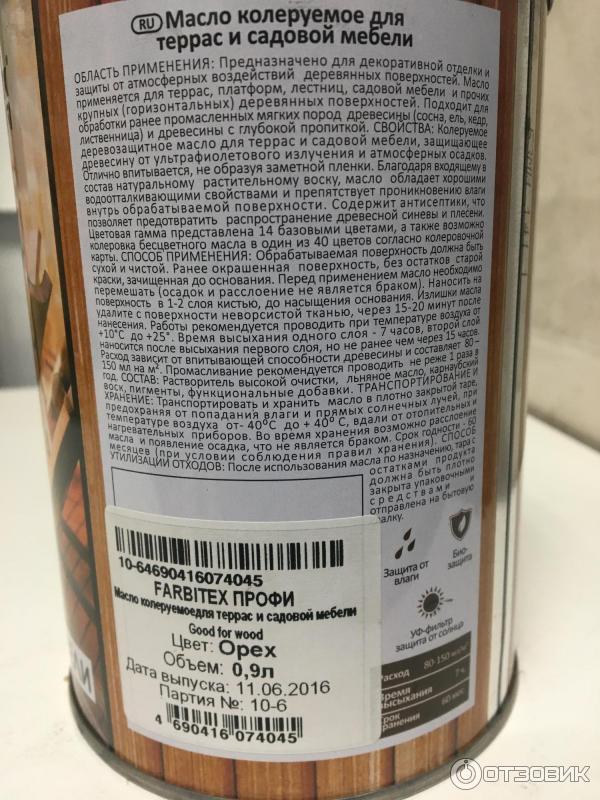 RU Масло колеруемое для
террас и садовой мебели
ОБЛАСТЬ ПРИМЕНЕНИЯ: Предназначено для декоративной отделки и
защиты от атмосферных воздействий деревянных поверхностей. Масло
применяется для террас, платформ, лестниц, садовой мебели и прочих
крупных (горизонтальных) деревянных поверхностей. Подходит для
обработки ранее промасленных мягких пород древесины (сосна, ель, кедр,
лиственница) и древесины с глубокой пропиткой. СВОЙСТВА: Колеруемое
деревозащитное масло для террас и садовой мебели, защищающее
древесину от ультрафиолетового излучения и атмосферных осадков.
Отлично впитывается, не образуя заметной пленки. Благодаря входящему в
состав натуральному растительному воску, масло обладает хорошими
водоотталкивающими свойствами и препятствует проникновению влаги
внутрь обрабатываемой поверхности. Содержит антисептики, что
позволяет предотвратить распространение древесной синевы и плесени.
Цветовая гамма представлена 14 базовыми цветами, а также возможно
колеровка бесцветного масла в один из 40 цветов согласно колеровочной
карты. СПОСОБ ПРИМЕНЕНИЯ: Обрабатываемая поверхность должна быть
сухой и чистой. Ранее окрашенная поверхность, без остатков старой
краски, зачищенная до основания. Перед применением масло необходимо
перемешать (осадок и расслоение не является браком). Наносить на
поверхность в 1-2 слоя кистью, до насыщения основания. Излишки масла
удалите с поверхности неворсистой тканью, через 15-20 минут после
нанесения. Работы рекомендуется проводить при температуре воздуха от
+10°С до +25°. Время высыхания одного слоя - 7 часов, второй слой
наносится после высыхания первого слоя, но не ранее чем через 15 часов.
Расход зависит от впитывающей способности древесины и составляет 80 –
150 мл на м². Промасливание рекомендуется проводить не реже 1 раза в
год. СОСТАВ: Растворитель высокой очистки, льняное масло, карнаубский
воск, пигменты, функциональные добавки. ТРАНСПОРТИРОВАНИЕ И
ХРАНЕНИЕ: Транспортировать и хранить масло в плотно закрытой таре,
предохраняя от попадания влаги и прямых солнечных лучей, при
температуре воздуха от- 40°С до + 40° С, вдали от отопительных и
нагревательных приборов. Во время хранения возможно расслоение
масла и появление осадка, что не является браком. Срок годности - 60
месяцев (при условии соблюдения правил хранения). СПОСОБ
УТИЛИЗАЦИИ ОТХОДОВ: После использования масла по назначению, тара с
остатками продукта
должна быть плотно
закрыта упаковочными
средствами и
отправлена на бытовую
свалку.
10-64690416074045
FARBITEX ПРОФИ
Масло колеруемоедля террас и садовой мебели
Good for wood
Цвет: Орех
Объем: 0,9л
Дата выпуска: 11.06.2016
Партия №: 10-6
4 690416 074045
Защита от
влаги
Био-
защита
УФ-фильтр
защита от солнца
Расход 80-150 мл/м²
Время
высыхания 7 ч.
Срок
хранения 60 мес.
ОТЗОВИК